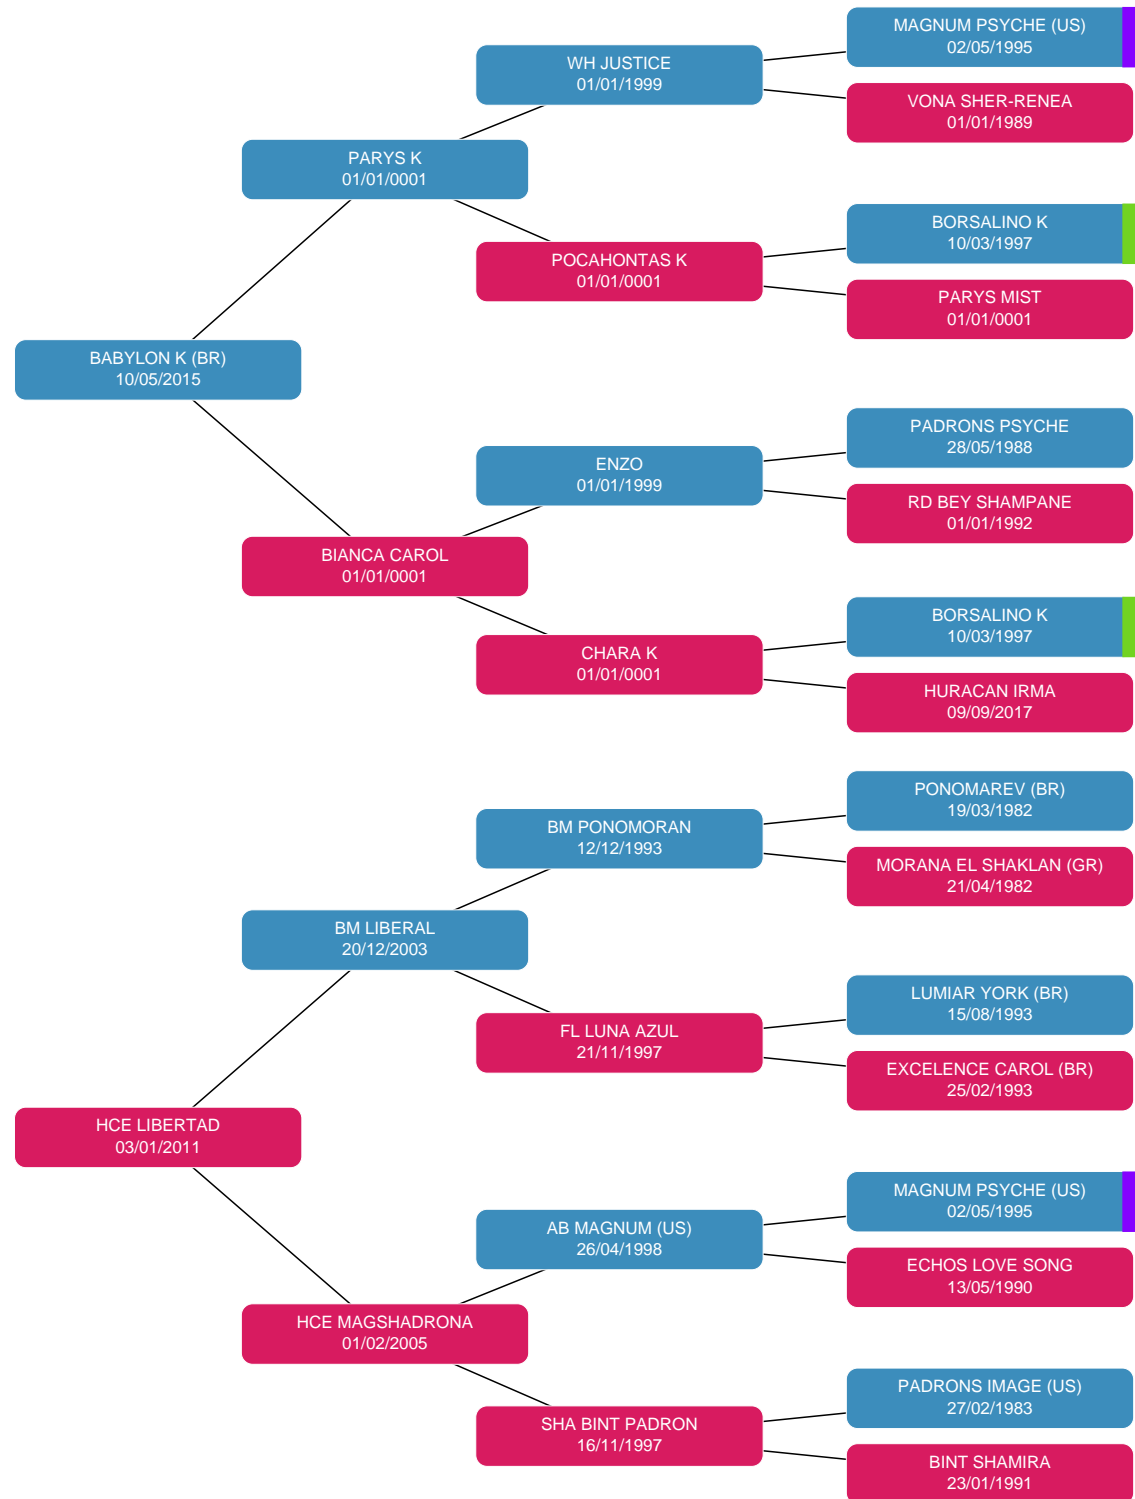 MAGNUM PSYCHE (US)
02/05/1995
WH JUSTICE
01/01/1999
VONA SHER-RENEA
01/01/1989
PARYS K
01/01/0001
BORSALINO K
10/03/1997
POCAHONTAS K
01/01/0001
PARYS MIST
01/01/0001
BABYLON K (BR)
10/05/2015
PADRONS PSYCHE
28/05/1988
ENZO
01/01/1999
RD BEY SHAMPANE
01/01/1992
BIANCA CAROL
01/01/0001
BORSALINO K
10/03/1997
CHARA K
01/01/0001
HURACAN IRMA
09/09/2017
PONOMAREV (BR)
19/03/1982
BM PONOMORAN
12/12/1993
MORANA EL SHAKLAN (GR)
21/04/1982
BM LIBERAL
20/12/2003
LUMIAR YORK (BR)
15/08/1993
FL LUNA AZUL
21/11/1997
EXCELENCE CAROL (BR)
25/02/1993
HCE LIBERTAD
03/01/2011
MAGNUM PSYCHE (US)
02/05/1995
AB MAGNUM (US)
26/04/1998
ECHOS LOVE SONG
13/05/1990
HCE MAGSHADRONA
01/02/2005
PADRONS IMAGE (US)
27/02/1983
SHA BINT PADRON
16/11/1997
BINT SHAMIRA
23/01/1991